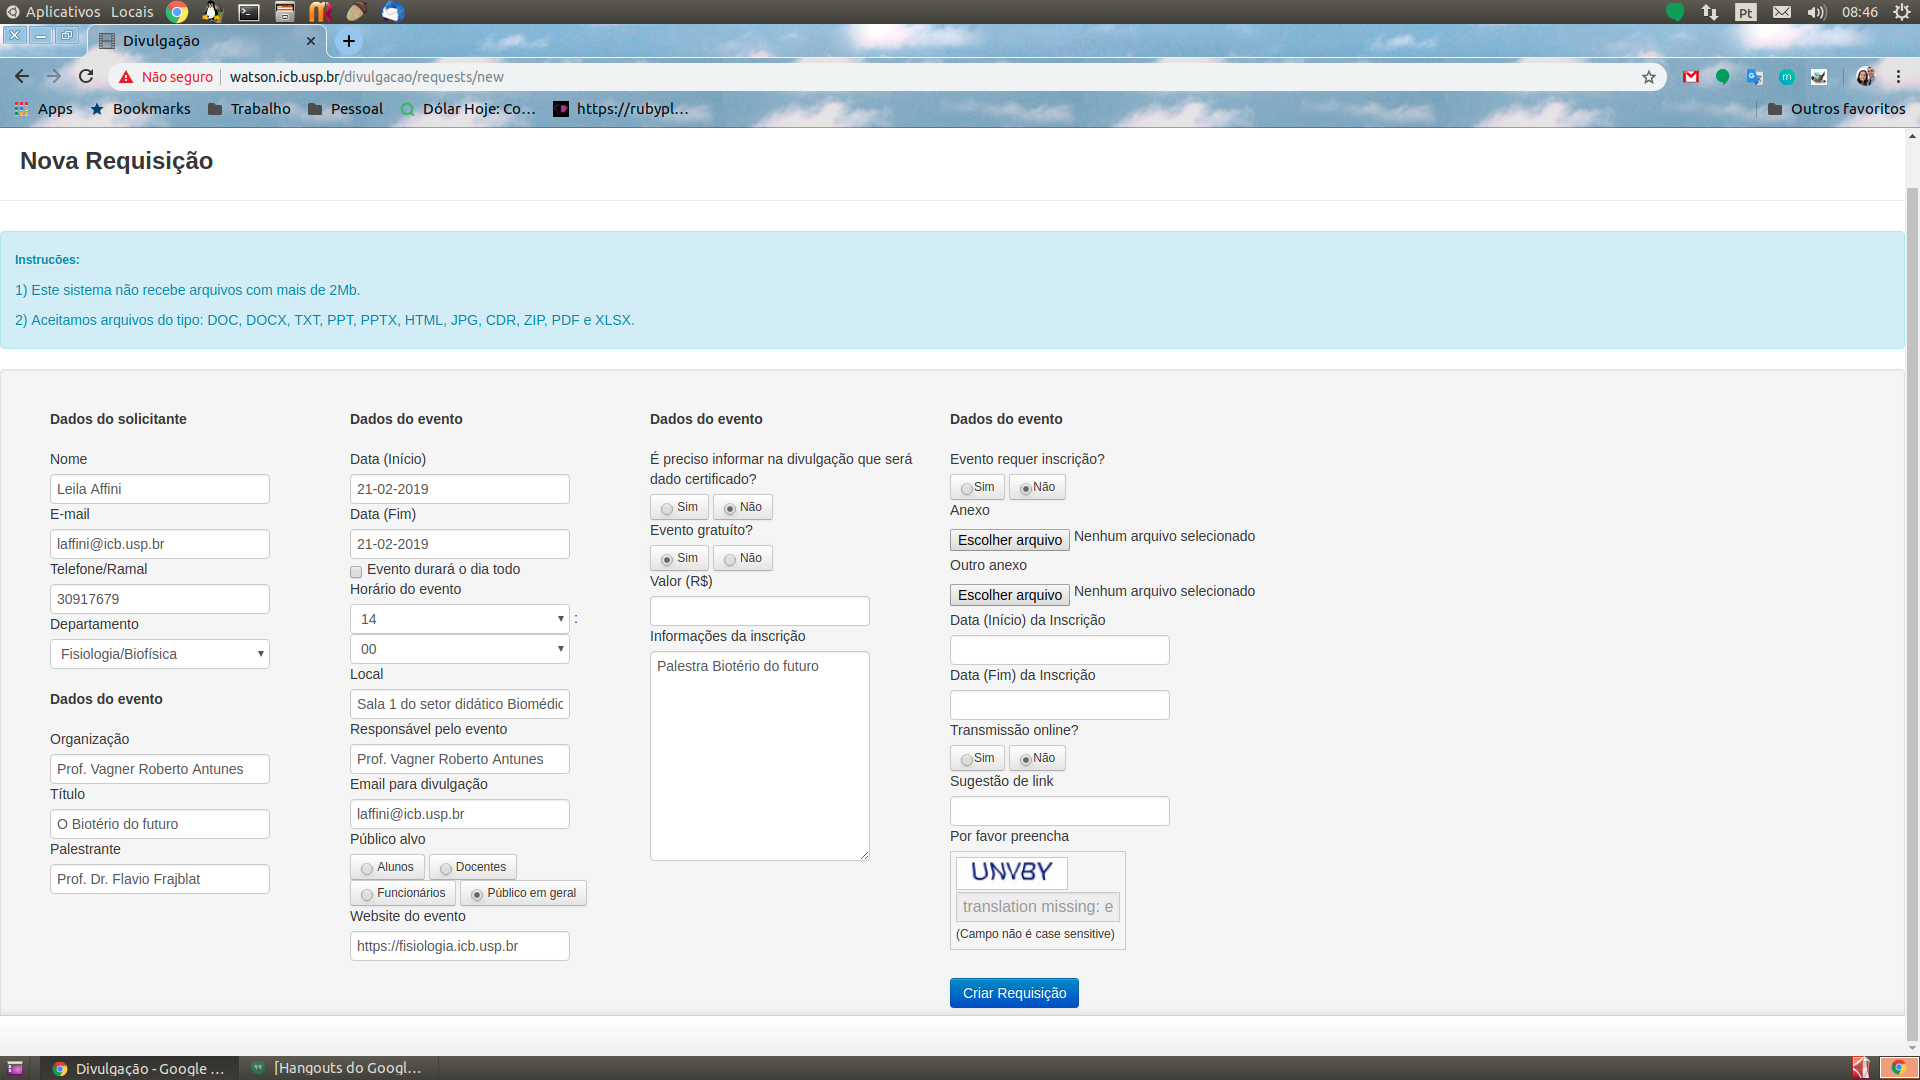 Aplicativos Locais
Pt
08:46
Divulgação
Não seguro watson.icb.usp.br/divulgacao/requests/new
Apps Bookmarks Trabalho Pessoal Dólar Hoje: Co... https://rubypl... Outros favoritos
Nova Requisição
Instrucões:
1) Este sistema não recebe arquivos com mais de 2Mb.
2) Aceitamos arquivos do tipo: DOC, DOCX, TXT, PPT, PPTX, HTML, JPG, CDR, ZIP, PDF e XLSX.
Dados do solicitante
Nome
Leila Affini
E-mail
laffini@icb.usp.br
Telefone/Ramal
30917679
Departamento
Fisiologia/Biofísica
Dados do evento
Organização
Prof. Vagner Roberto Antunes
Título
O Biotério do futuro
Palestrante
Prof. Dr. Flavio Frajblat
Dados do evento
Data (Início)
21-02-2019
Data (Fim)
21-02-2019
Evento durará o dia todo
Horário do evento
14 :
00
Local
Sala 1 do setor didático Biomédic
Responsável pelo evento
Prof. Vagner Roberto Antunes
Email para divulgação
laffini@icb.usp.br
Público alvo
Alunos Docentes
Funcionários Público em geral
Website do evento
https://fisiologia.icb.usp.br
Dados do evento
É preciso informar na divulgação que será
dado certificado?
Sim Não
Evento gratuíto?
Sim Não
Valor (R$)
Informações da inscrição
Palestra Biotério do futuro
Dados do evento
Evento requer inscrição?
Sim Não
Anexo
Escolher arquivo Nenhum arquivo selecionado
Outro anexo
Escolher arquivo Nenhum arquivo selecionado
Data (Início) da Inscrição
Data (Fim) da Inscrição
Transmissão online?
Sim Não
Sugestão de link
Por favor preencha
UNVBY
translation missing: e
(Campo não é case sensitive)
Criar Requisição
Divulgação - Google ...
[Hangouts do Googl...